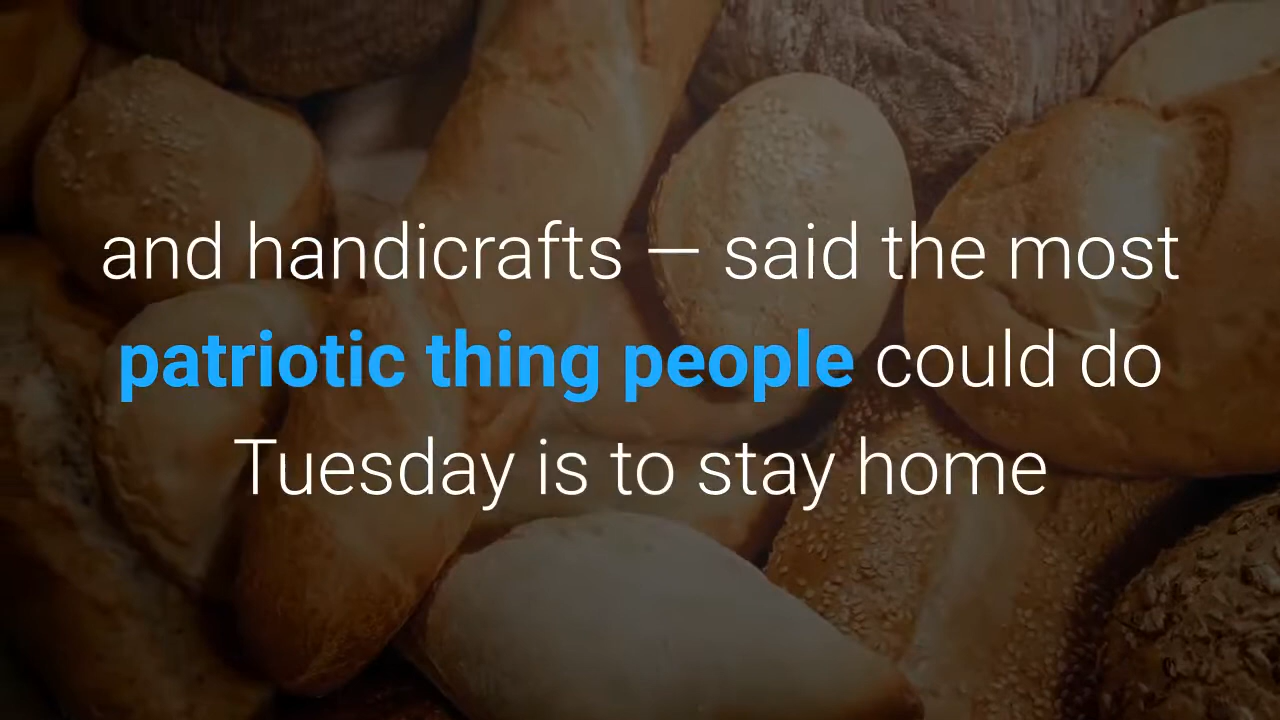 and handicrafts — said the most
patriotic thing people could do
Tuesday is to stay home